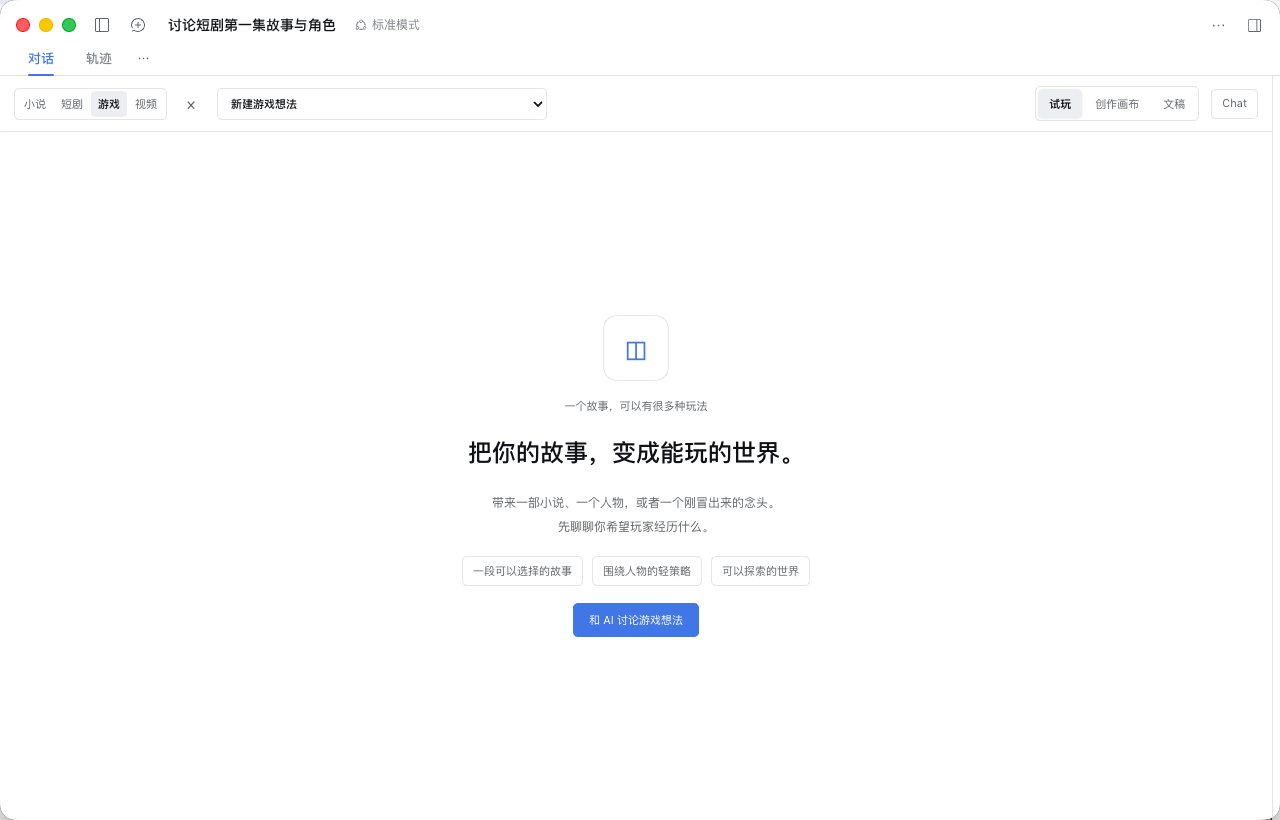 讨论短剧第一集故事与角色 标准模式
对话 轨迹 ···
小说 短剧 游戏 视频 × 新建游戏想法 试玩 创作画布 文稿 Chat
一个故事，可以有很多种玩法
把你的故事，变成能玩的世界。
带来一部小说、一个人物，或者一个刚冒出来的念头。
先聊聊你希望玩家经历什么。
一段可以选择的故事 围绕人物的轻策略 可以探索的世界
和 AI 讨论游戏想法